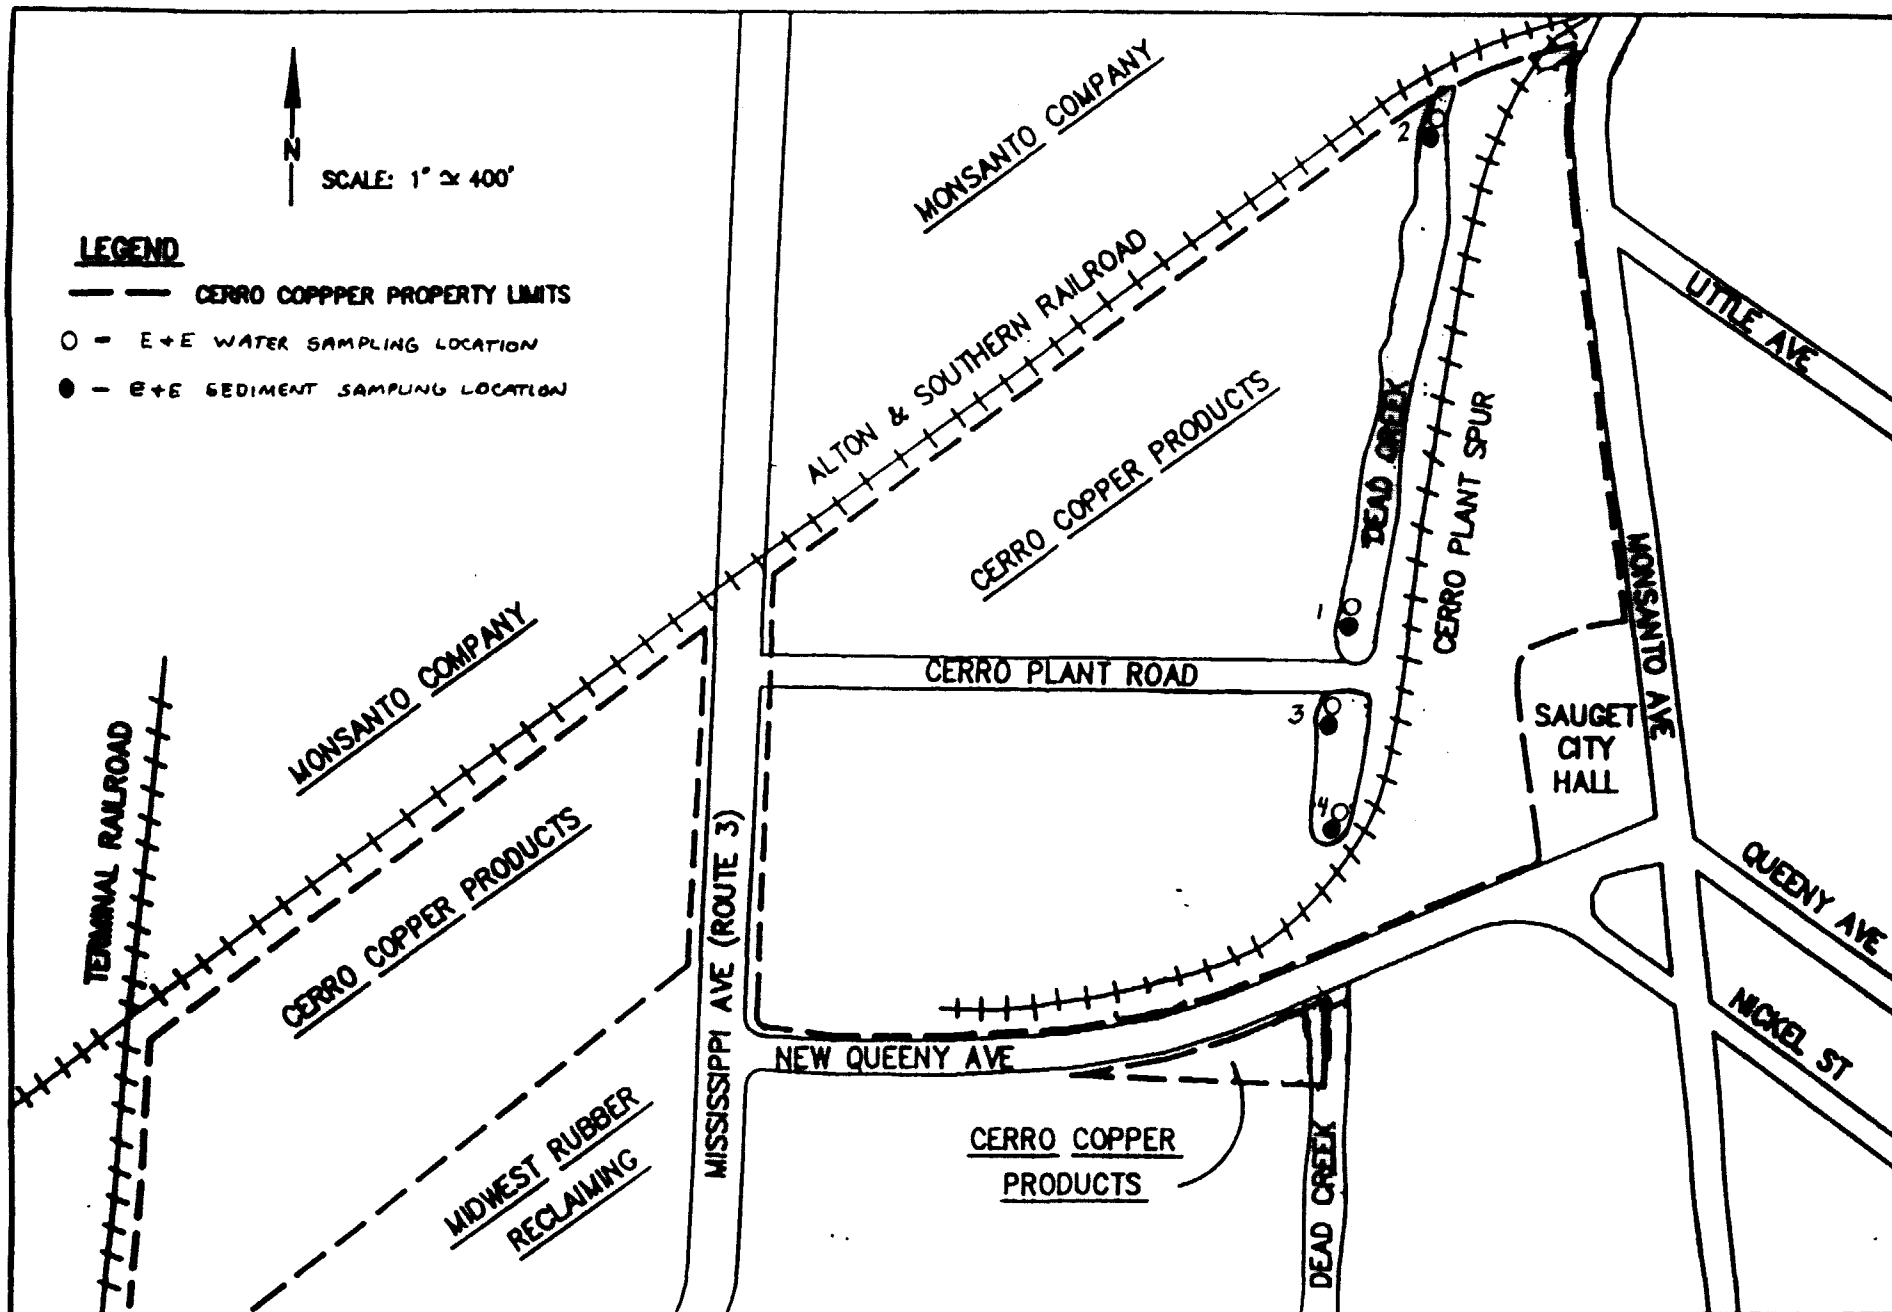 N
SCALE: 1" ≃ 400'
LEGEND
CERRO COPPPER PROPERTY LIMITS
O - E+E WATER SAMPLING LOCATION
● - E+E SEDIMENT SAMPLING LOCATION
MONSANTO COMPANY
2
ALTON & SOUTHERN RAILROAD
CERRO COPPER PRODUCTS
DEAD CREEK
CERRO PLANT SPUR
LITTLE AVE
MONSANTO AVE
1
CERRO PLANT ROAD
3
4
SAUGET
CITY
HALL
MONSANTO COMPANY
TERMINAL RAILROAD
CERRO COPPER PRODUCTS
MISSISSIPPI AVE (ROUTE 3)
QUEENY AVE
NICKEL ST
NEW QUEENY AVE
MIDWEST RUBBER
RECLAIMING
CERRO COPPER
PRODUCTS
DEAD CREEK